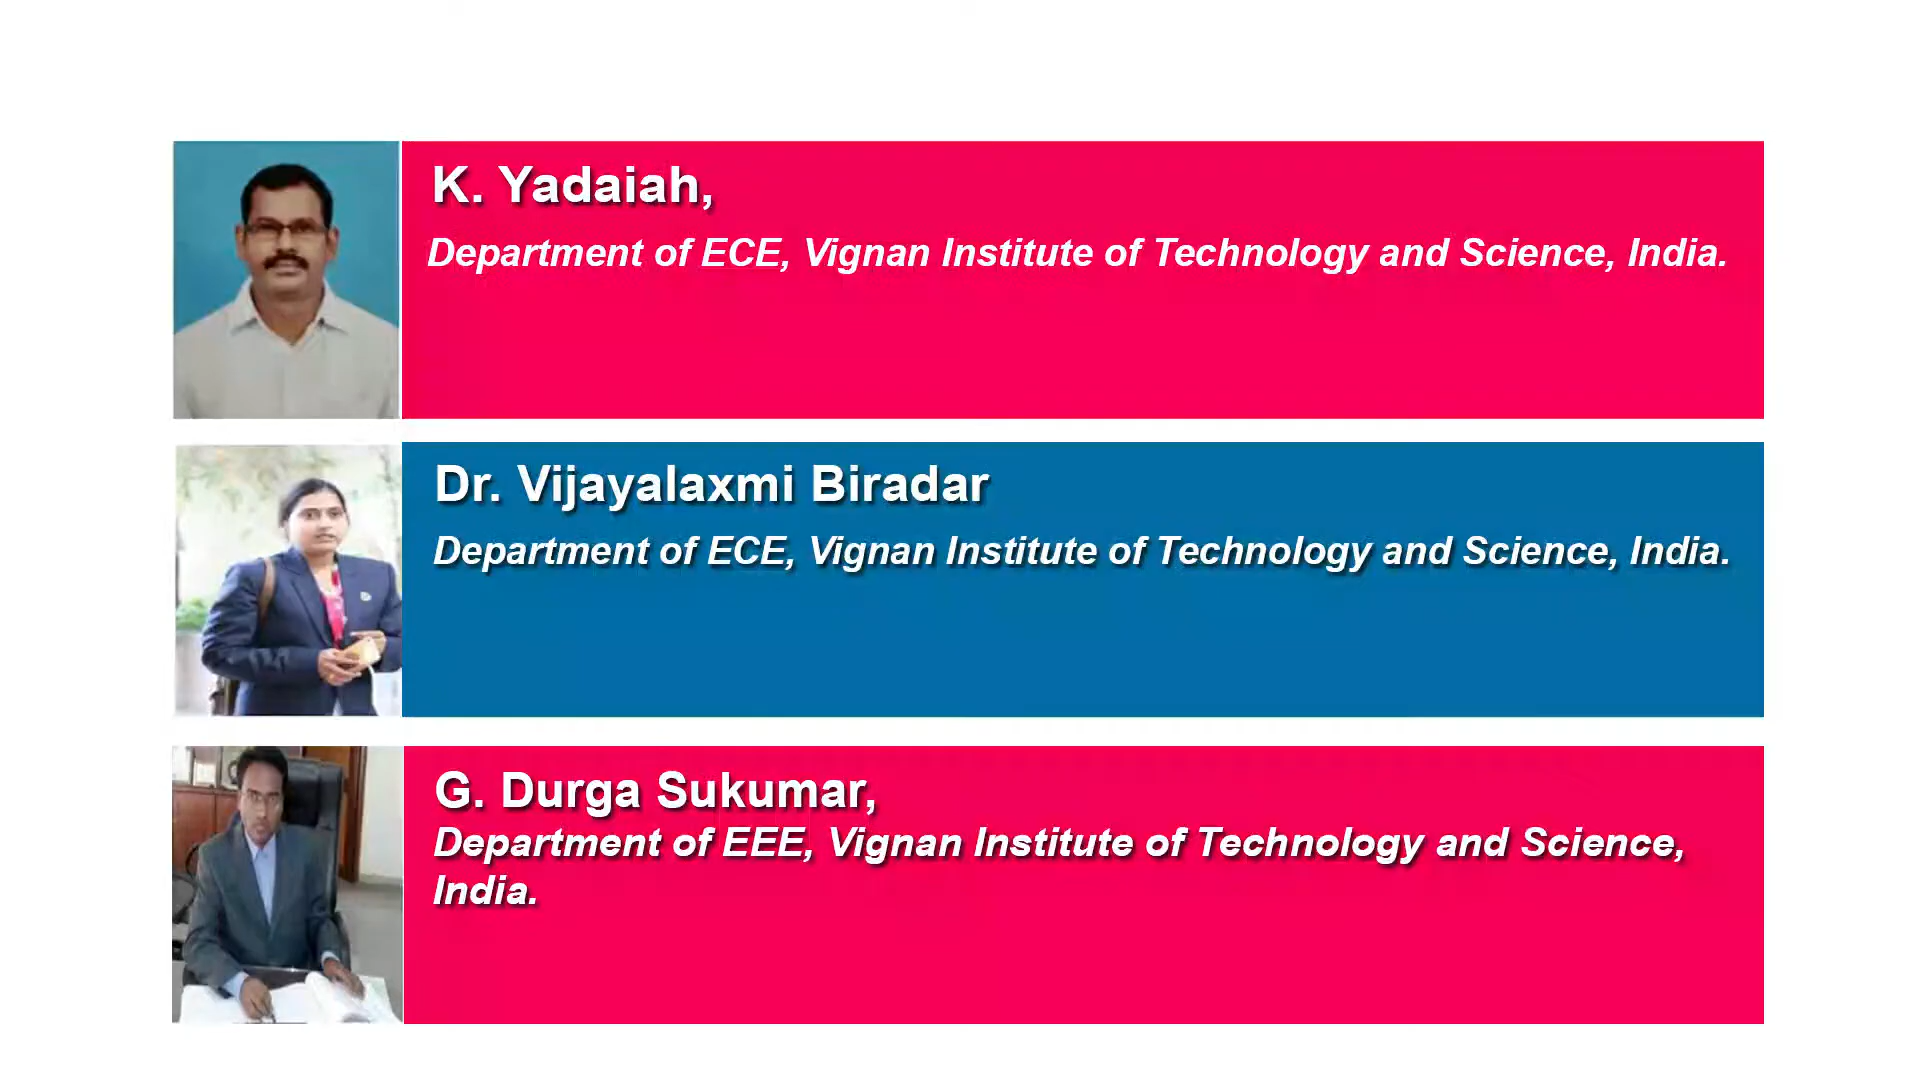 K. Yadaiah,
Department of ECE, Vignan Institute of Technology and Science, India.
Dr. Vijayalaxmi Biradar
Department of ECE, Vignan Institute of Technology and Science, India.
G. Durga Sukumar,
Department of EEE, Vignan Institute of Technology and Science,
India.